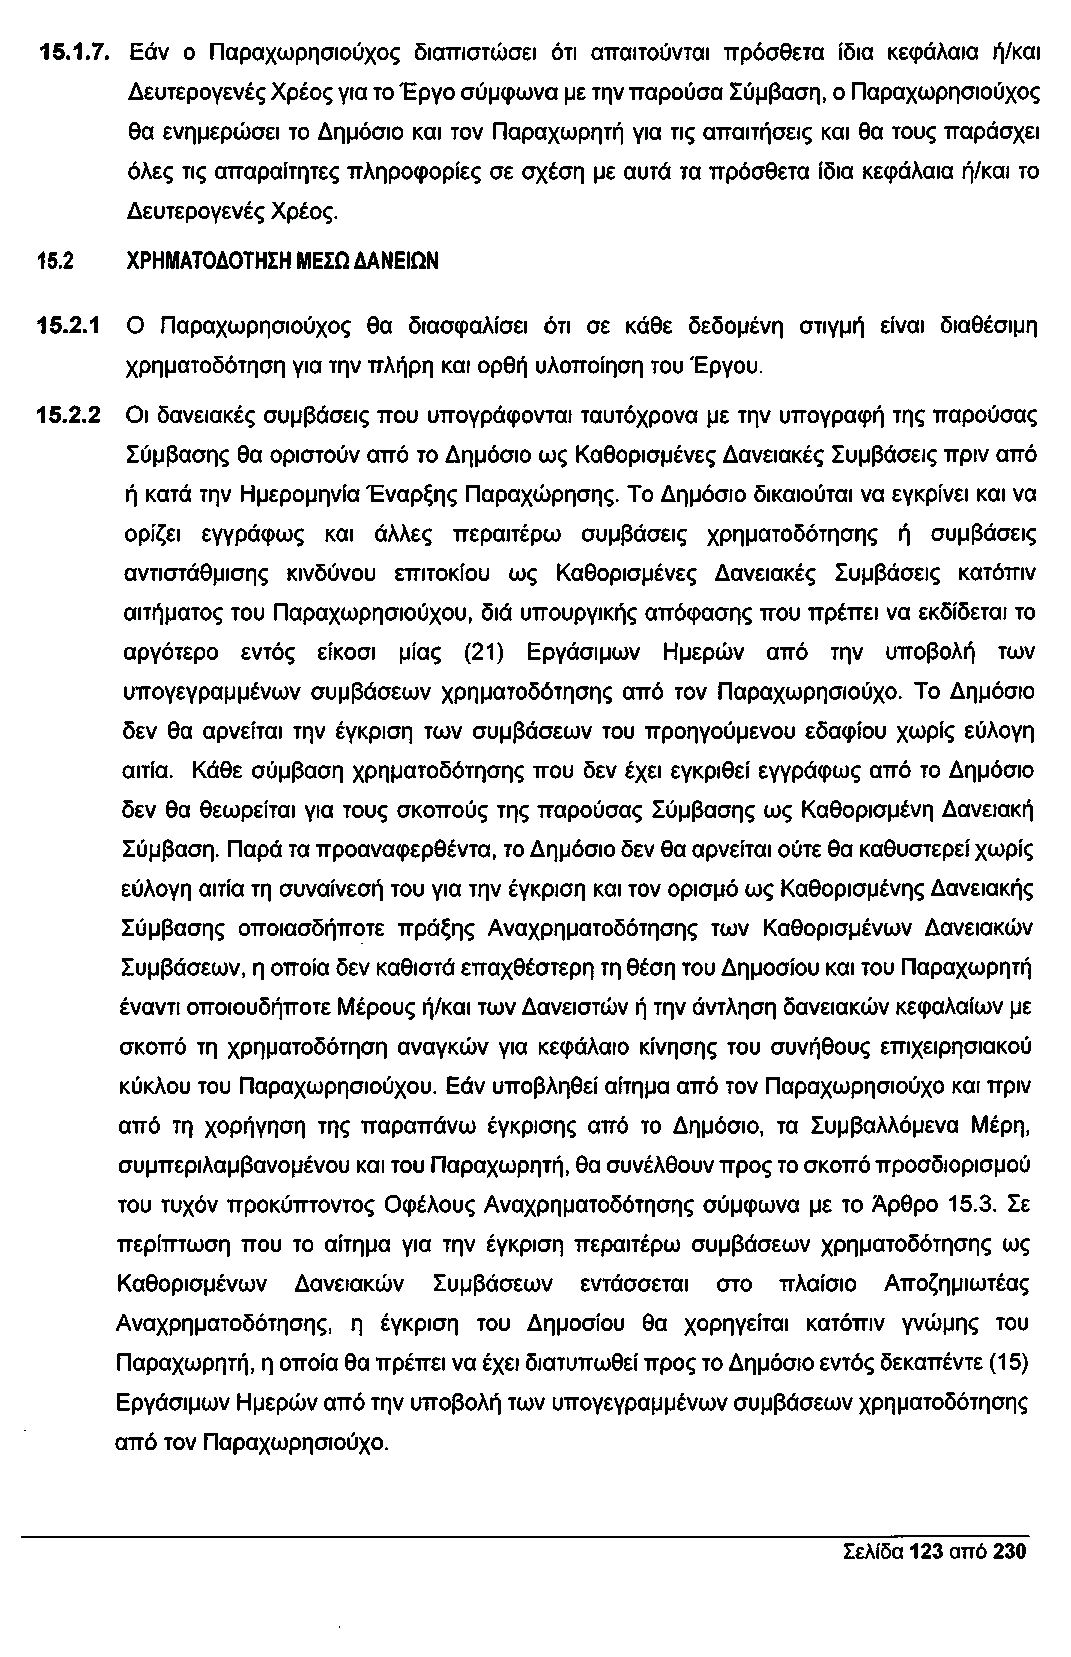 15.1.7. Εάν ο Παραχωρησιούχος διαπιστώσει ότι απαιτούνται πρόσθετα ίδια κεφάλαια ή/και
Δευτερογενές Χρέος για το Έργο σύμφωνα με την παρούσα Σύμβαση, ο Παραχωρησιούχος
θα ενημερώσει το Δημόσιο και τον Παραχωρητή για τις απαιτήσεις και θα τους παράσχει
όλες τις απαραίτητες πληροφορίες σε σχέση με αυτά τα πρόσθετα ίδια κεφάλαια ή/και το
Δευτερογενές Χρέος.
15.2 ΧΡΗΜΑΤΟΔΟΤΗΣΗ ΜΕΣΩ ΔΑΝΕΙΩΝ
15.2.1 Ο Παραχωρησιούχος θα διασφαλίσει ότι σε κάθε δεδομένη στιγμή είναι διαθέσιμη
χρηματοδότηση για την πλήρη και ορθή υλοποίηση του Έργου.
15.2.2 Οι δανειακές συμβάσεις που υπογράφονται ταυτόχρονα με την υπογραφή της παρούσας
Σύμβασης θα οριστούν από το Δημόσιο ως Καθορισμένες Δανειακές Συμβάσεις πριν από
ή κατά την Ημερομηνία Έναρξης Παραχώρησης. Το Δημόσιο δικαιούται να εγκρίνει και να
ορίζει εγγράφως και άλλες περαιτέρω συμβάσεις χρηματοδότησης ή συμβάσεις
αντιστάθμισης κινδύνου επιτοκίου ως Καθορισμένες Δανειακές Συμβάσεις κατόπιν
αιτήματος του Παραχωρησιούχου, διά υπουργικής απόφασης που πρέπει να εκδίδεται το
αργότερο εντός είκοσι μίας (21) Εργάσιμων Ημερών από την υποβολή των
υπογεγραμμένων συμβάσεων χρηματοδότησης από τον Παραχωρησιούχο. Το Δημόσιο
δεν θα αρνείται την έγκριση των συμβάσεων του προηγούμενου εδαφίου χωρίς εύλογη
αιτία. Κάθε σύμβαση χρηματοδότησης που δεν έχει εγκριθεί εγγράφως από το Δημόσιο
δεν θα θεωρείται για τους σκοπούς της παρούσας Σύμβασης ως Καθορισμένη Δανειακή
Σύμβαση. Παρά τα προαναφερθέντα, το Δημόσιο δεν θα αρνείται ούτε θα καθυστερεί χωρίς
εύλογη αιτία τη συναίνεσή του για την έγκριση και τον ορισμό ως Καθορισμένης Δανειακής
Σύμβασης οποιασδήποτε πράξης Αναχρηματοδότησης των Καθορισμένων Δανειακών
Συμβάσεων, η οποία δεν καθιστά επαχθέστερη τη θέση του Δημοσίου και του Παραχωρητή
έναντι οποιουδήποτε Μέρους ή/και των Δανειστών ή την άντληση δανειακών κεφαλαίων με
σκοπό τη χρηματοδότηση αναγκών για κεφάλαιο κίνησης του συνήθους επιχειρησιακού
κύκλου του Παραχωρησιούχου. Εάν υποβληθεί αίτημα από τον Παραχωρησιούχο και πριν
από τη χορήγηση της παραπάνω έγκρισης από το Δημόσιο, τα Συμβαλλόμενα Μέρη,
συμπεριλαμβανομένου και του Παραχωρητή, θα συνέλθουν προς το σκοπό προσδιορισμού
του τυχόν προκύπτοντος Οφέλους Αναχρηματοδότησης σύμφωνα με το Άρθρο 15.3. Σε
περίπτωση που το αίτημα για την έγκριση περαιτέρω συμβάσεων χρηματοδότησης ως
Καθορισμένων Δανειακών Συμβάσεων εντάσσεται στο πλαίσιο Αποζημιωτέας
Αναχρηματοδότησης, η έγκριση του Δημοσίου θα χορηγείται κατόπιν γνώμης του
Παραχωρητή, η οποία θα πρέπει να έχει διατυπωθεί προς το Δημόσιο εντός δεκαπέντε (15)
Εργάσιμων Ημερών από την υποβολή των υπογεγραμμένων συμβάσεων χρηματοδότησης
από τον Παραχωρησιούχο.
Σελίδα 123 από 230